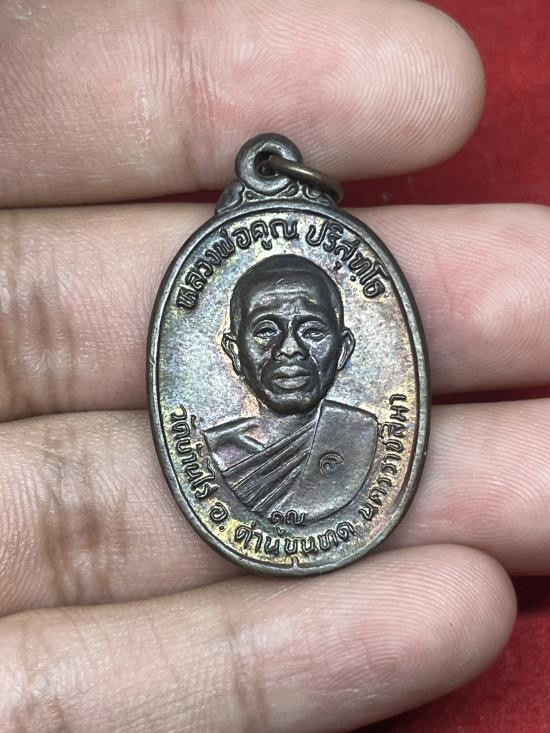 หลวงพ่อคูณ ปริสุทฺโธ
คูณ
วัดบ้านไร่ อ. ด่านขุนทด นครราชสีมา